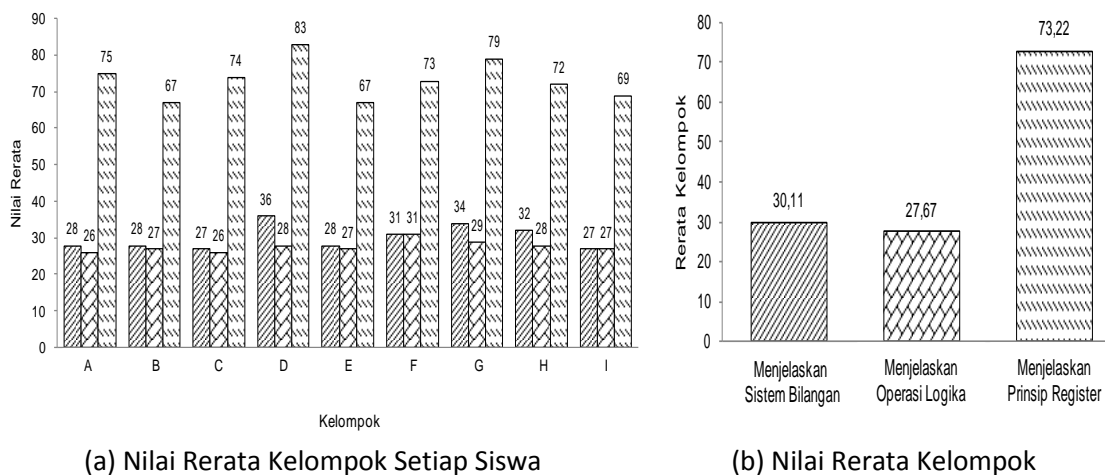 90
80
70
60
50
40
30
20
10
0
Nilai Rerata
28 26 75
28 27 67
27 26 74
36 28 83
28 27 67
31 31 73
34 29 79
32 28 72
27 27 69
A B C D E F G H I
Kelompok
(a) Nilai Rerata Kelompok Setiap Siswa
80
70
60
50
40
30
20
10
0
Rerata Kelompok
30,11
27,67
73,22
Menjelaskan
Sistem Bilangan
Menjelaskan
Operasi Logika
Menjelaskan
Prinsip Register
(b) Nilai Rerata Kelompok